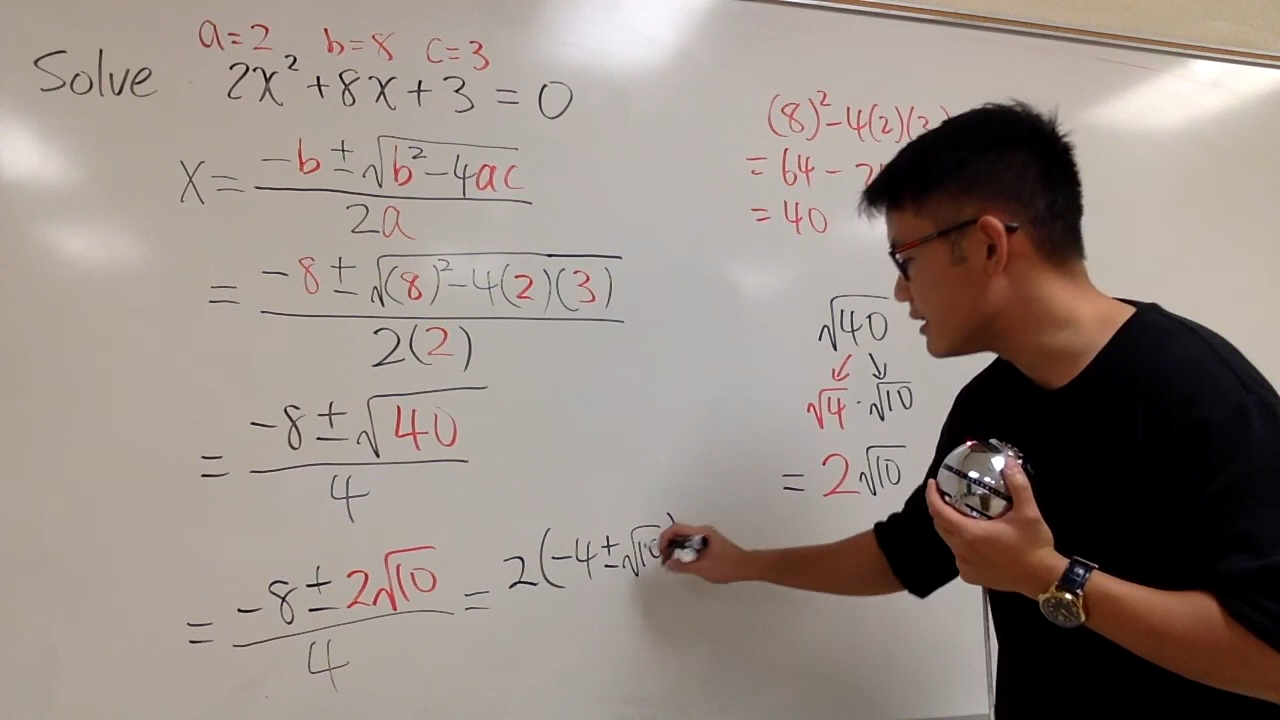 a=2 b=8 c=3
Solve 2x²+8x+3=0
x = (-b ± √(b²-4ac)) / 2a
= (-8 ± √((8)²-4(2)(3))) / 2(2)
= (-8 ± √40) / 4
= (-8 ± 2√10) / 4 = 2(-4 ± √10)
(8)²-4(2)(
= 64 -
= 40
√40
√4 · √10
= 2√10